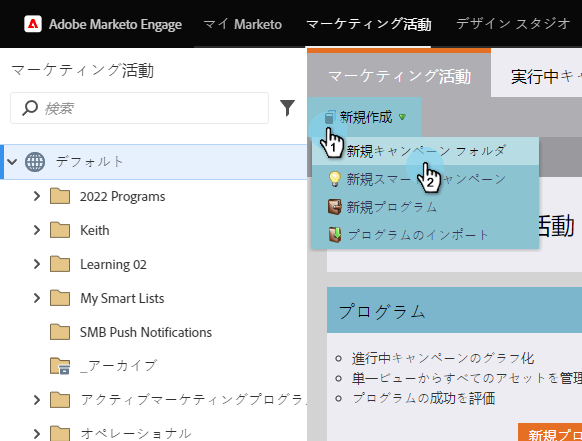 Adobe Marketo Engage マイ Marketo マーケティング活動 デザイン スタジオ
マーケティング活動
マーケティング活動 実行中キャ
検索
新規作成
1
新規キャンペーン フォルダ
2
デフォルト
新規スマート キャンペーン
2022 Programs
新規プログラム
Keith
プログラムのインポート
活動
Learning 02
My Smart Lists
プログラム
SMB Push Notifications
進行中キャンペーンのグラフ化
_アーカイブ
単一ビューからすべてのアセットを管理
アクティブマーケティングプログラ
プログラムの成功を評価
オペレーショナル
新規プロ